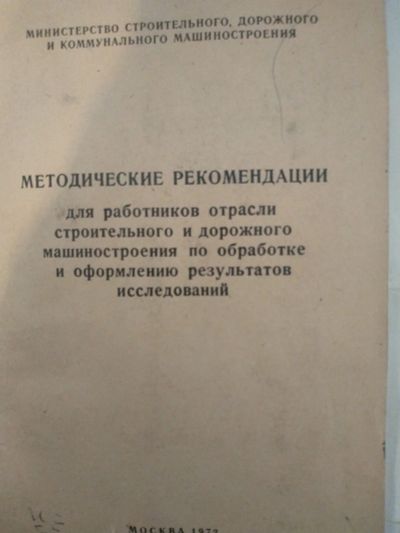 МИНИСТЕРСТВО СТРОИТЕЛЬНОГО, ДОРОЖНОГО
И КОММУНАЛЬНОГО МАШИНОСТРОЕНИЯ
МЕТОДИЧЕСКИЕ РЕКОМЕНДАЦИИ
для работников отрасли
строительного и дорожного
машиностроения по обработке
и оформлению результатов
исследований
МОСКВА